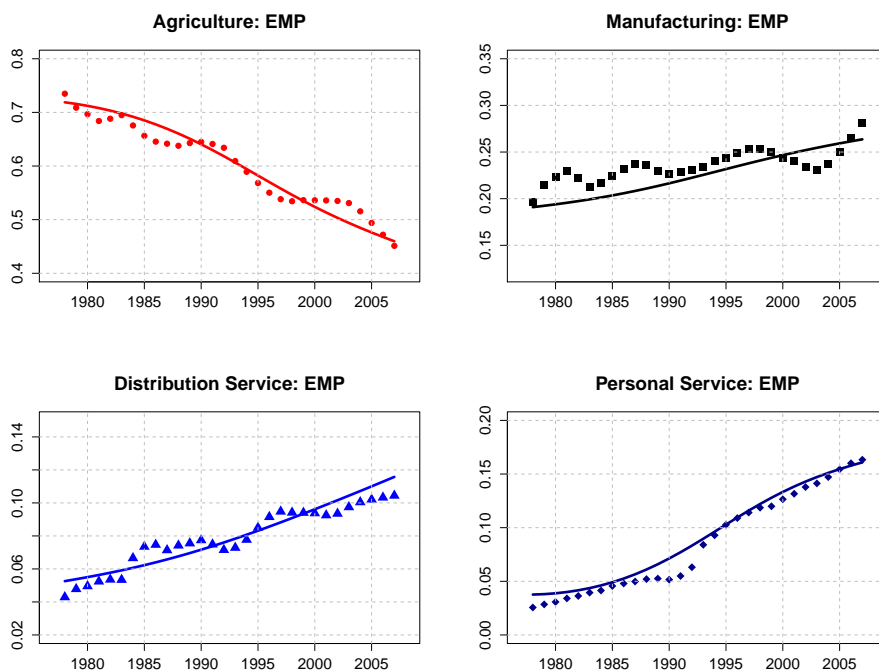 Agriculture: EMP
0.8
0.7
0.6
0.5
0.4
1980 1985 1990 1995 2000 2005
Manufacturing: EMP
0.35
0.30
0.25
0.20
0.15
1980 1985 1990 1995 2000 2005
Distribution Service: EMP
0.14
0.10
0.06
0.02
1980 1985 1990 1995 2000 2005
Personal Service: EMP
0.20
0.15
0.10
0.05
0.00
1980 1985 1990 1995 2000 2005